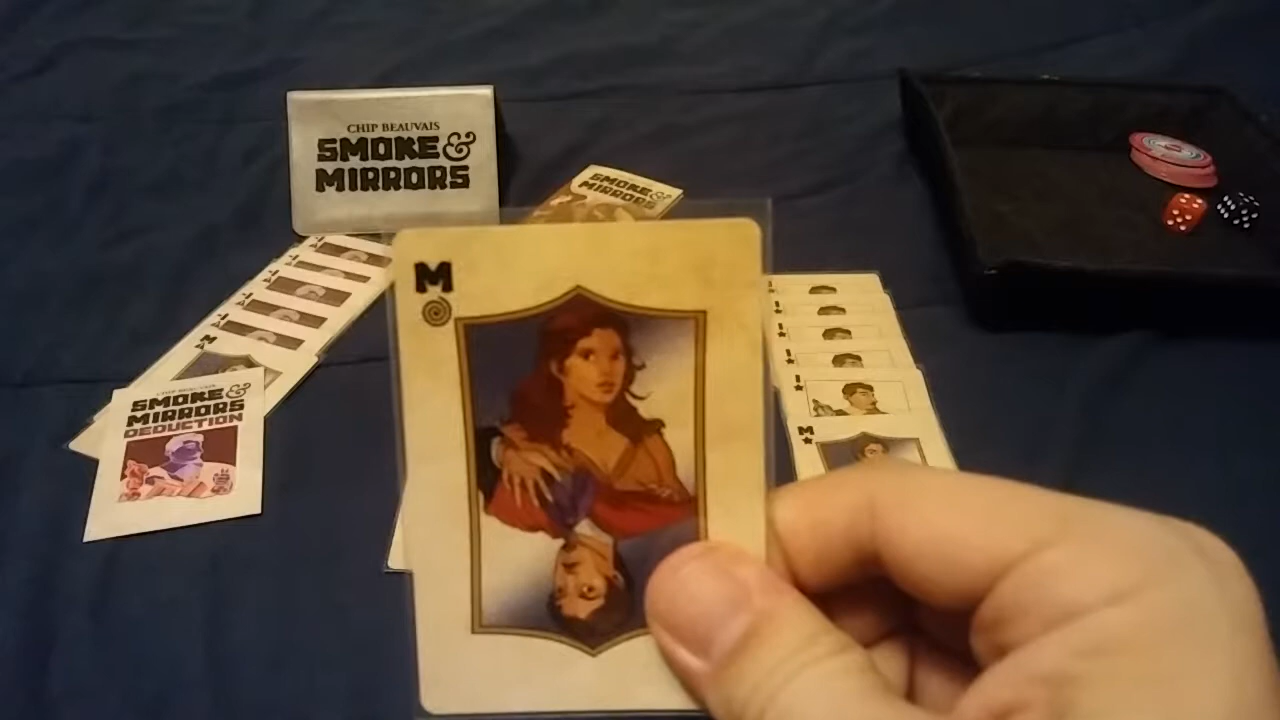 CHIP BEAUVAIS
SMOKE &
MIRRORS
SMOKE &
MIRRORS
M
CHIP BEAUVAIS
SMOKE &
MIRRORS
DEDUCTION
M
M